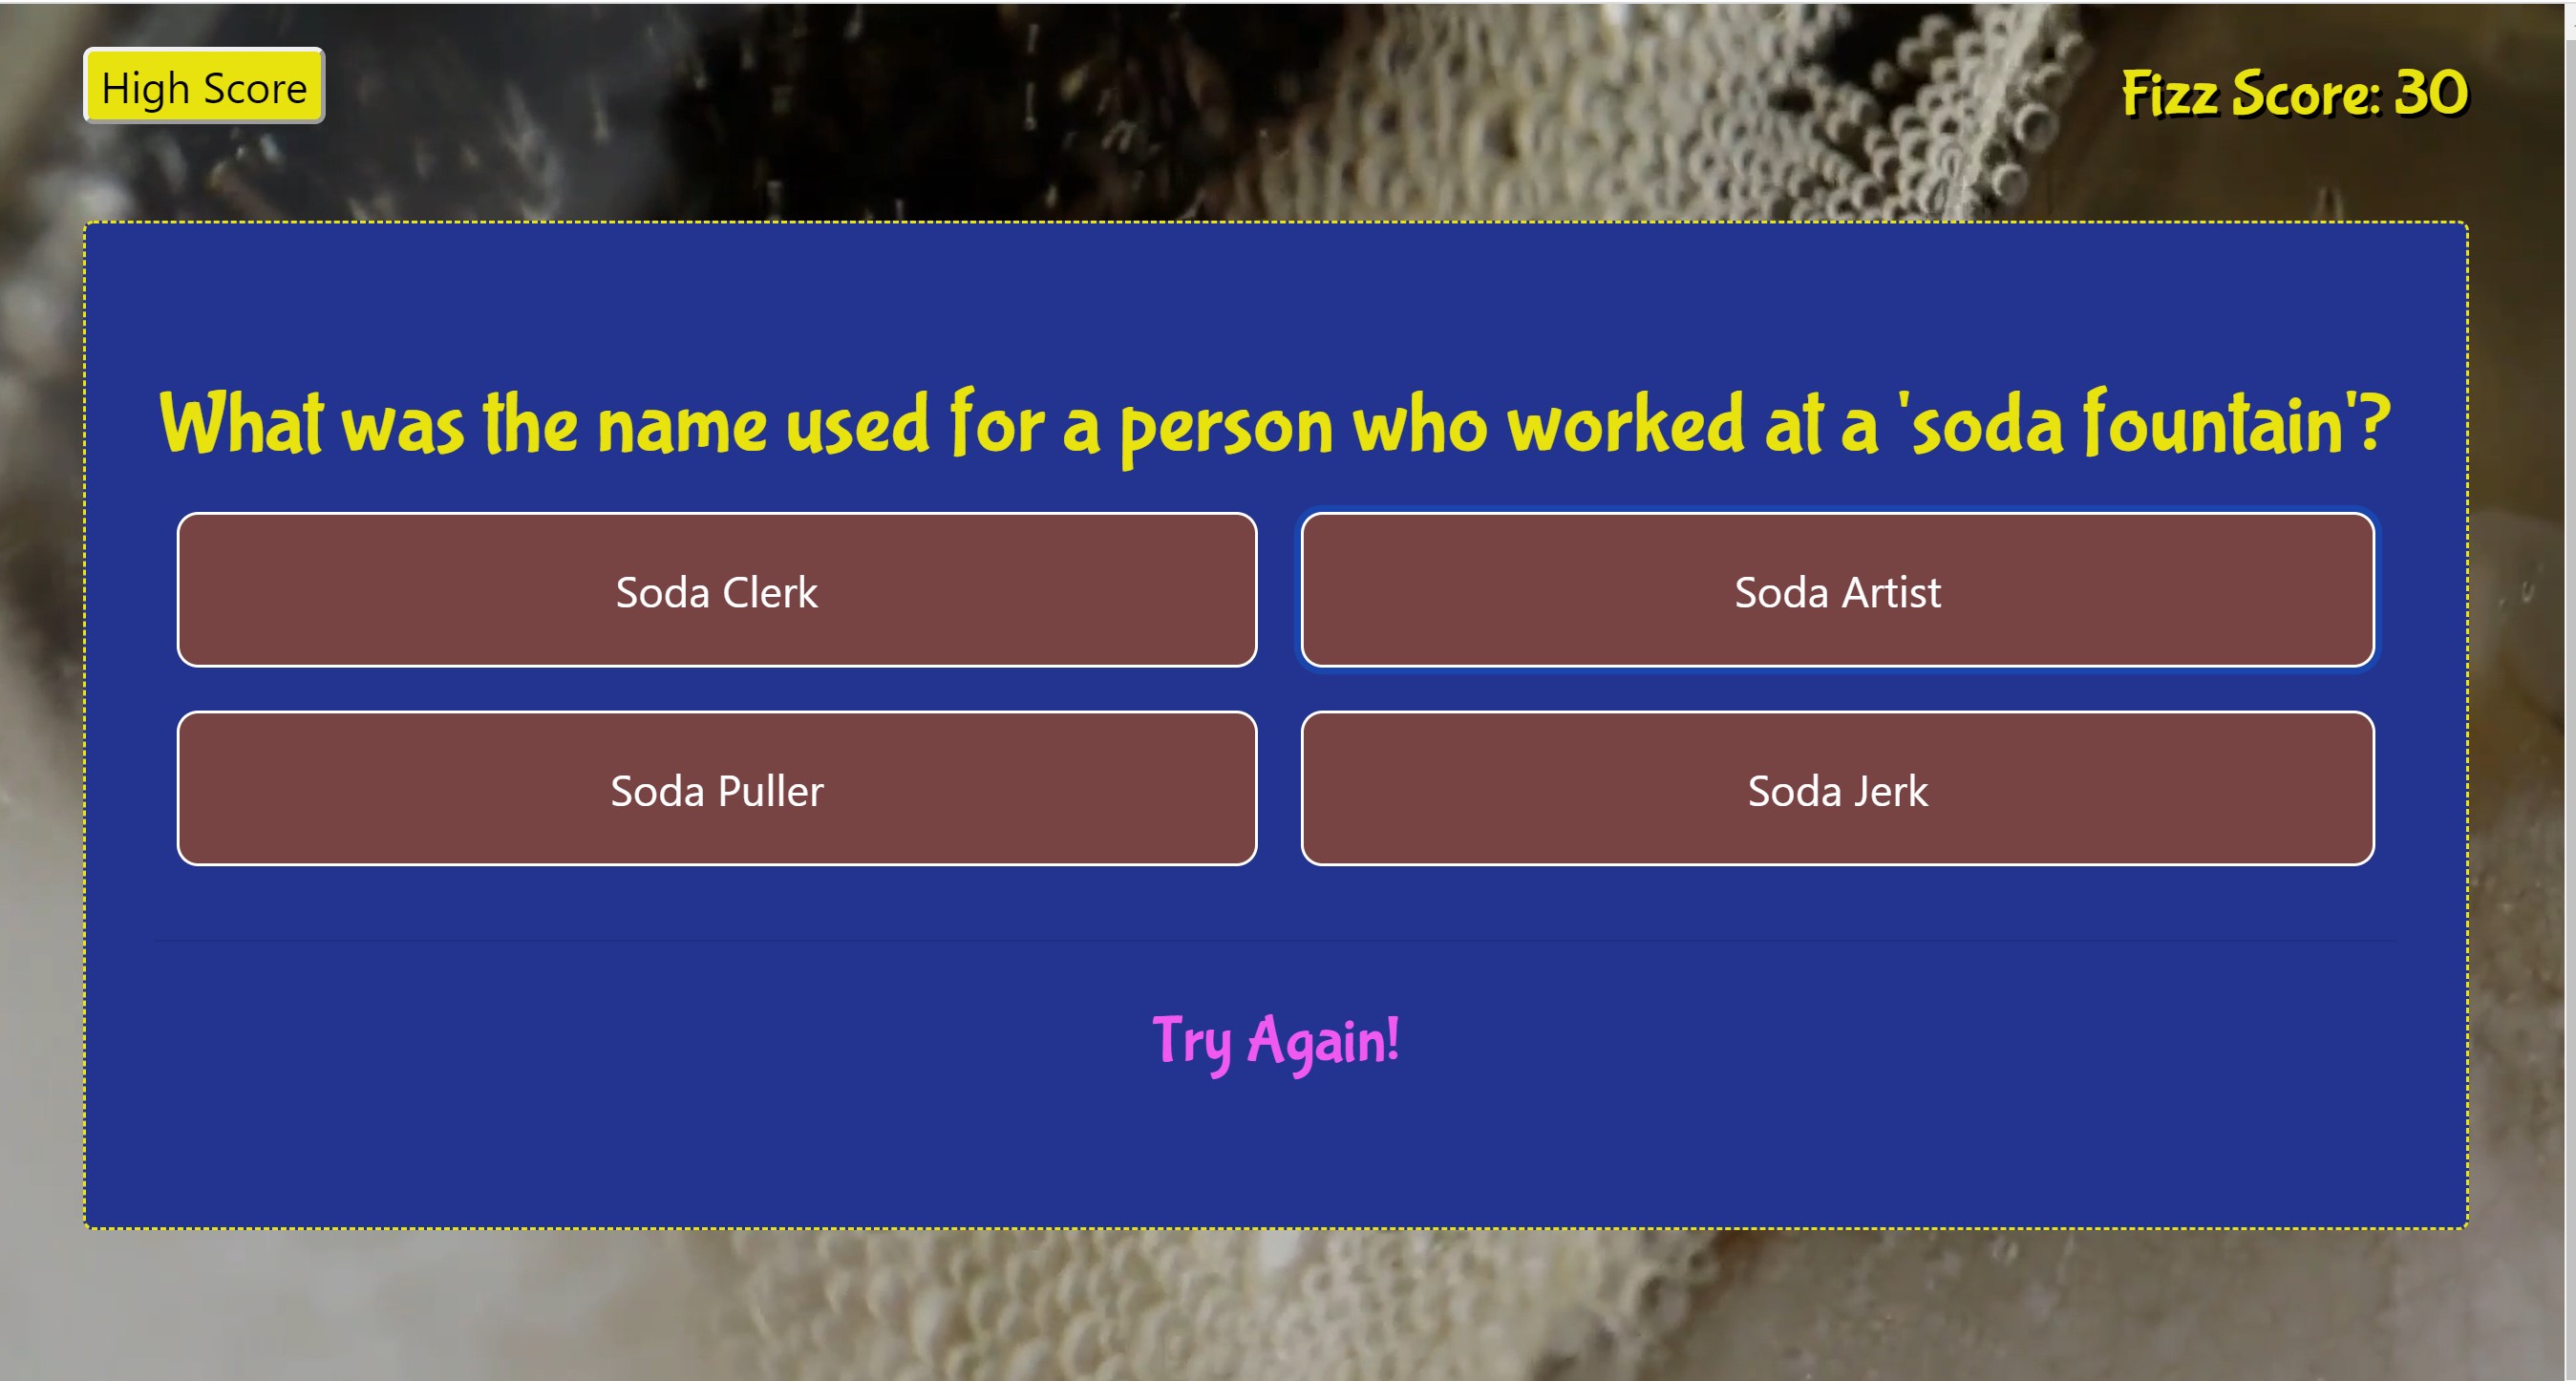 High Score
Fizz Score: 30
What was the name used for a person who worked at a 'soda fountain'?
Soda Clerk
Soda Artist
Soda Puller
Soda Jerk
Try Again!